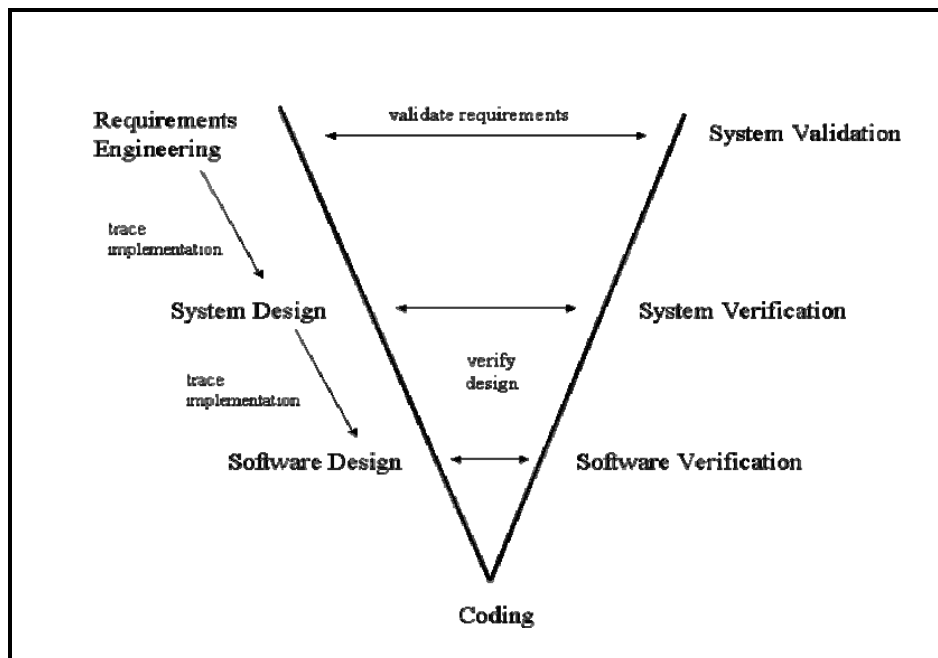 validate requirements
Requirements
Engineering
System Validation
trace
implementation
System Design
System Verification
verify
design
trace
implementation
Software Design
Software Verification
Coding